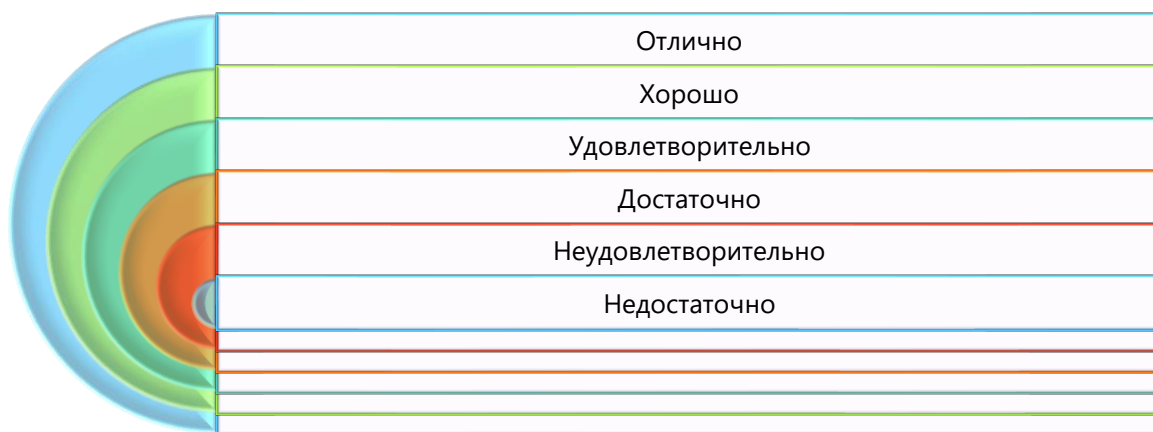 Отлично
Хорошо
Удовлетворительно
Достаточно
Неудовлетворительно
Недостаточно